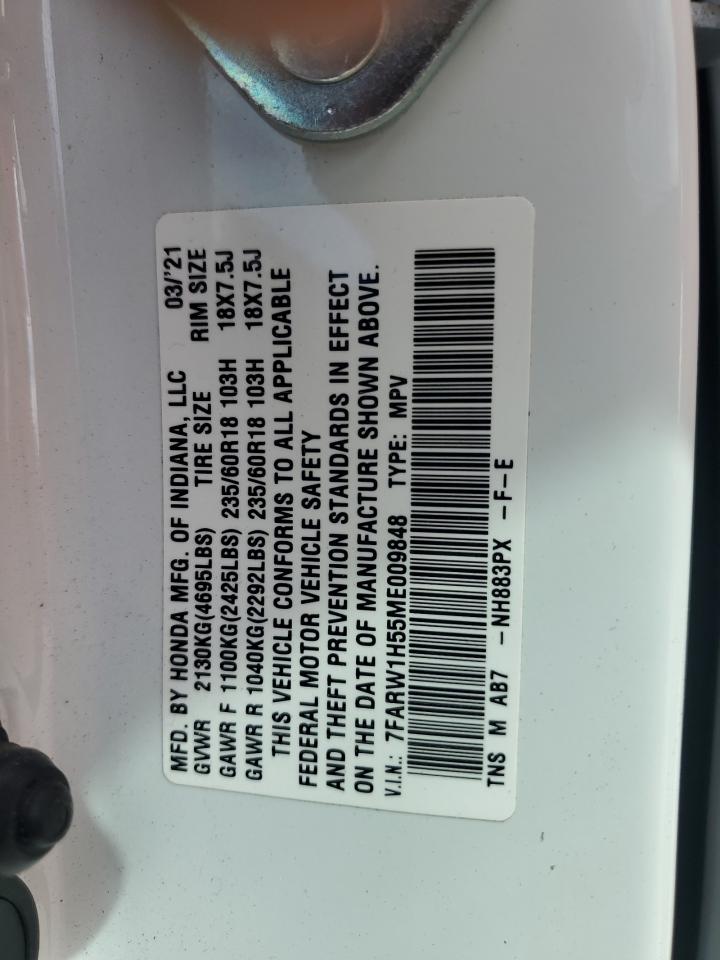 MFD. BY HONDA MFG. OF INDIANA, LLC 03/'21
GVWR 2130KG(4695LBS) TIRE SIZE RIM SIZE
GAWR F 1100KG(2425LBS) 235/60R18 103H 18X7.5J
GAWR R 1040KG(2292LBS) 235/60R18 103H 18X7.5J
THIS VEHICLE CONFORMS TO ALL APPLICABLE
FEDERAL MOTOR VEHICLE SAFETY
AND THEFT PREVENTION STANDARDS IN EFFECT
ON THE DATE OF MANUFACTURE SHOWN ABOVE.
V.I.N.: 7FARW1H55ME009848 TYPE: MPV
TNS M AB7 -NH883PX -F-E